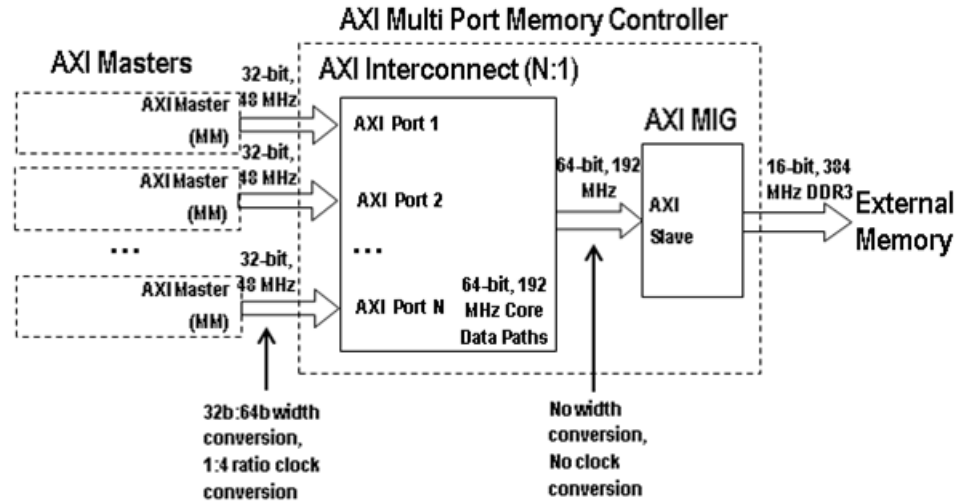 AXI Multi Port Memory Controller
AXI Masters
AXI Interconnect (N:1)
32-bit,
48 MHz
AXI Master
(MM)
AXI Port 1
32-bit,
48 MHz
AXI Master
(MM)
AXI Port 2
...
...
32-bit,
48 MHz
AXI Master
(MM)
AXI Port N
64-bit, 192
MHz Core
Data Paths
64-bit, 192
MHz
AXI MIG
AXI
Slave
16-bit, 384
MHz DDR3
External
Memory
32b:64b width
conversion,
1:4 ratio clock
conversion
No width
conversion,
No clock
conversion